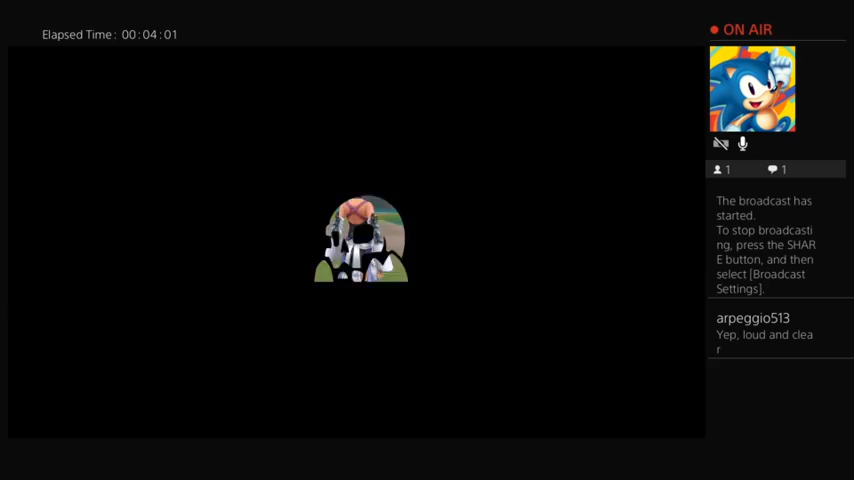 Elapsed Time: 00:04:01
ON AIR
1
1
The broadcast has
started.
To stop broadcasti
ng, press the SHAR
E button, and then
select [Broadcast
Settings].
arpeggio513
Yep, loud and clea
r